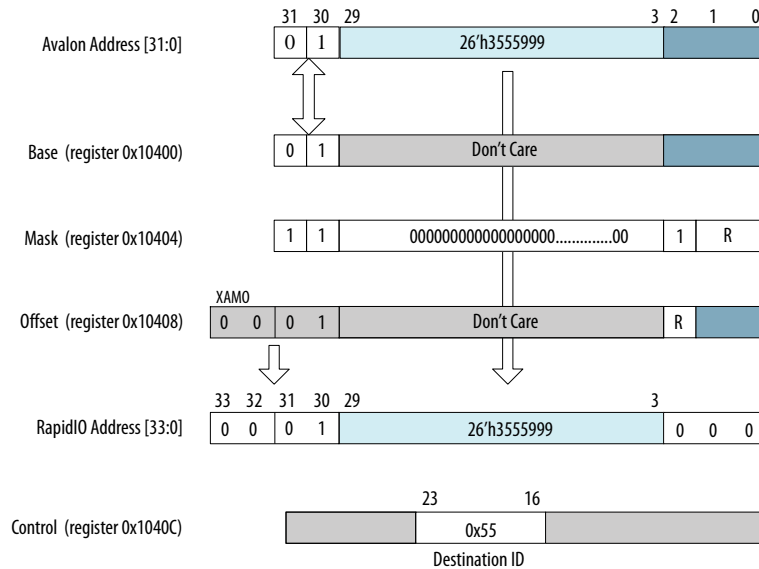 31 30 29 3 2 1 0
Avalon Address [31:0] 0 1 26'h3555999
Base (register 0x10400) 0 1 Don't Care
Mask (register 0x10404) 1 1 000000000000000000..............00 1 R
XAMO
Offset (register 0x10408) 0 0 0 1 Don't Care R
33 32 31 30 29 3
RapidIO Address [33:0] 0 0 0 1 26'h3555999 0 0 0
23 16
Control (register 0x1040C) 0x55
Destination ID